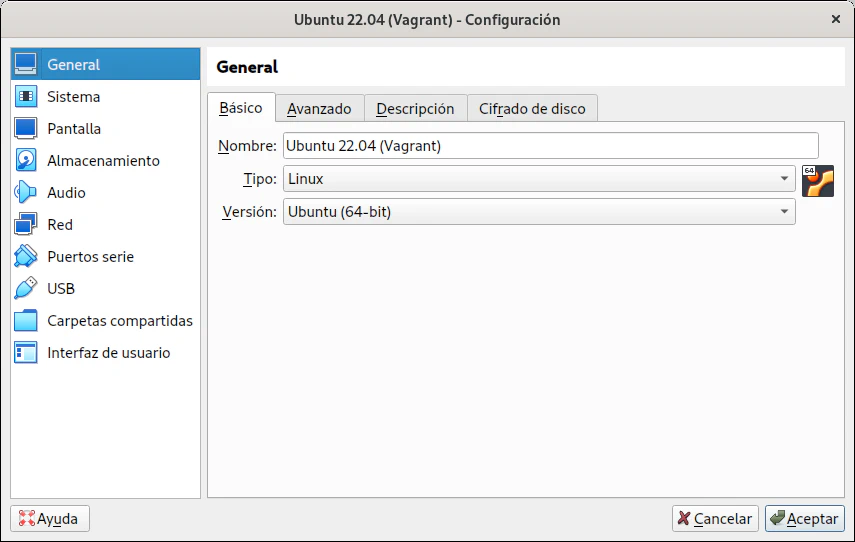 Ubuntu 22.04 (Vagrant) - Configuración
General
Sistema
Pantalla
Almacenamiento
Audio
Red
Puertos serie
USB
Carpetas compartidas
Interfaz de usuario
General
Básico Avanzado Descripción Cifrado de disco
Nombre: Ubuntu 22.04 (Vagrant)
Tipo: Linux
64
Versión: Ubuntu (64-bit)
Ayuda Cancelar Aceptar